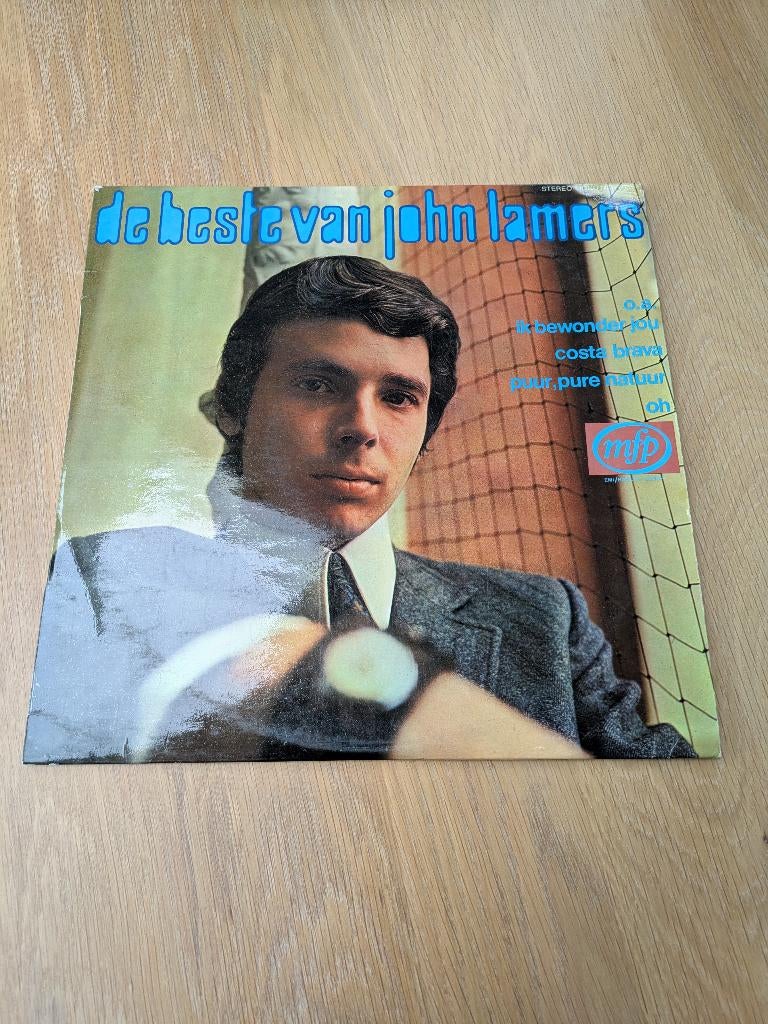 STEREO
de beste van john lamers
o.a.
ik bewonder jou
costa brava
puur,pure natuur
oh
mfp